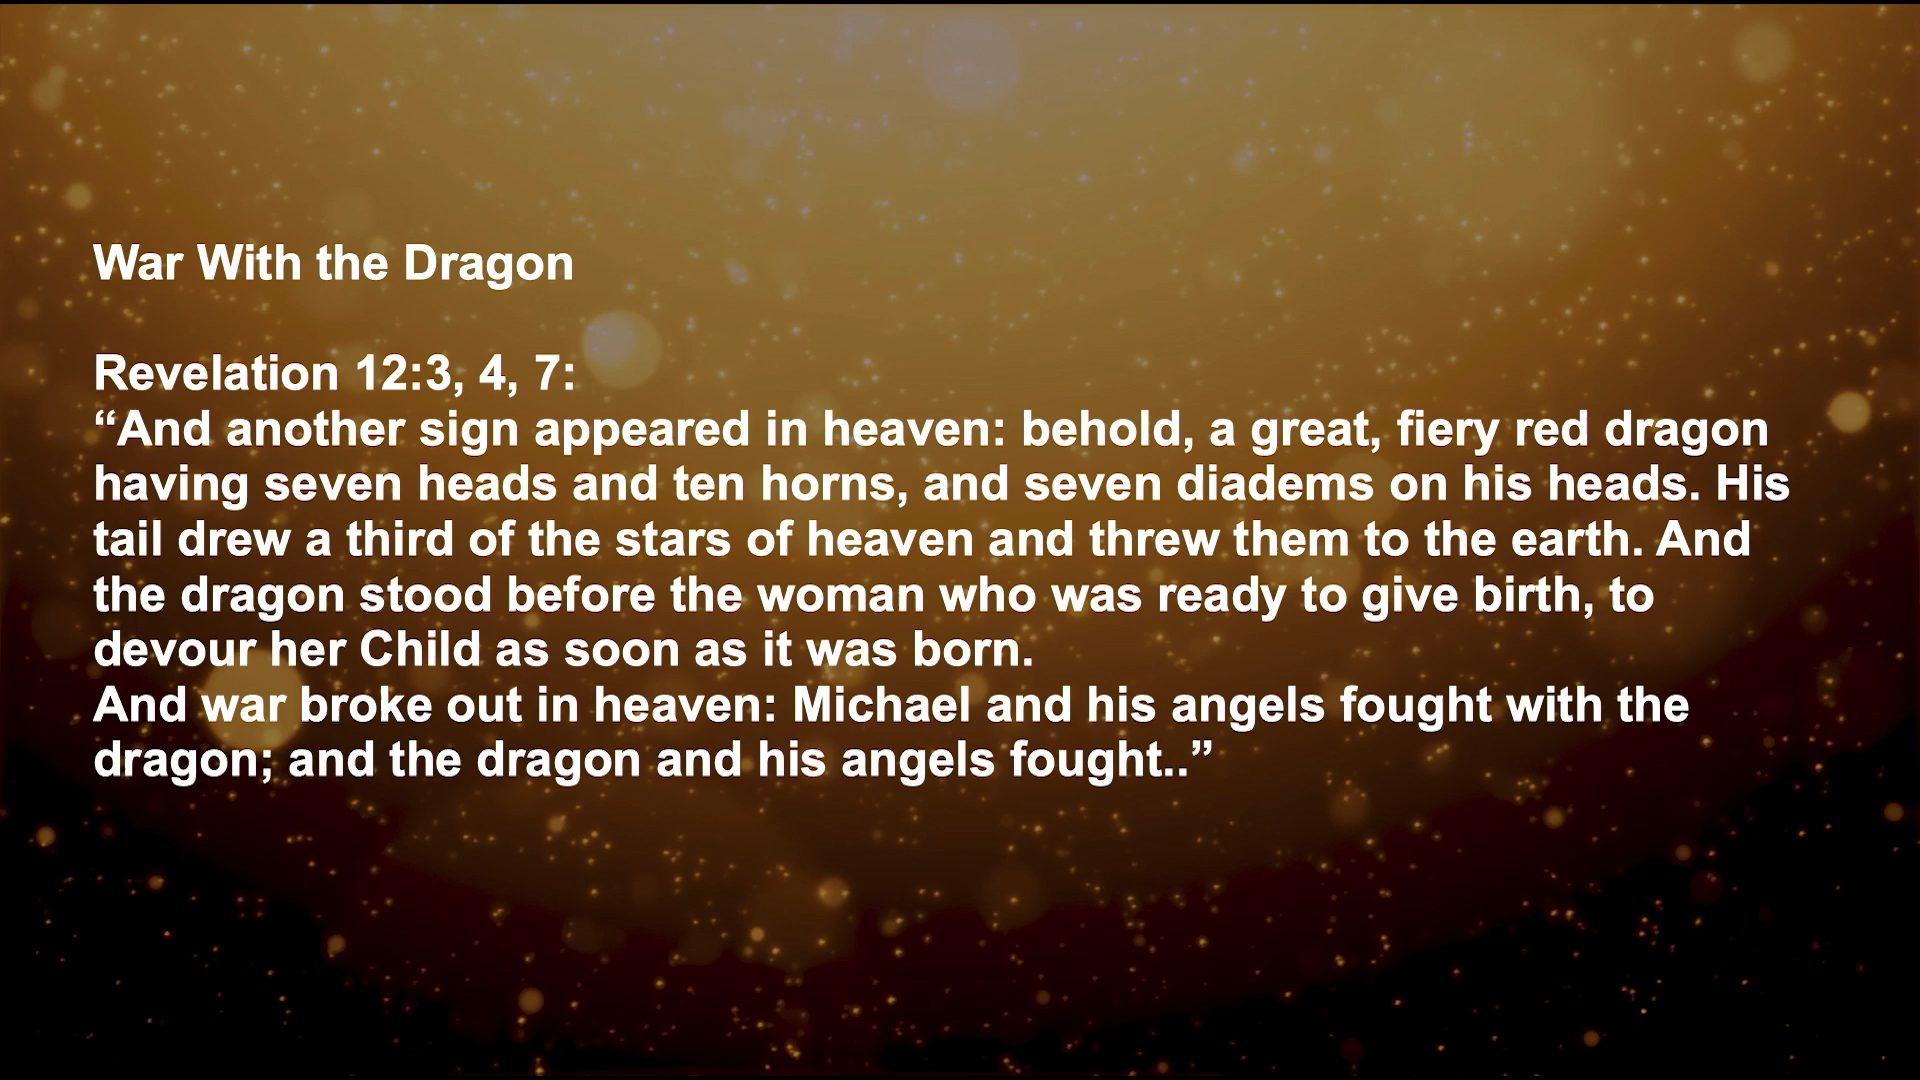 War With the Dragon
Revelation 12:3, 4, 7:
“And another sign appeared in heaven: behold, a great, fiery red dragon
having seven heads and ten horns, and seven diadems on his heads. His
tail drew a third of the stars of heaven and threw them to the earth. And
the dragon stood before the woman who was ready to give birth, to
devour her Child as soon as it was born.
And war broke out in heaven: Michael and his angels fought with the
dragon; and the dragon and his angels fought..”